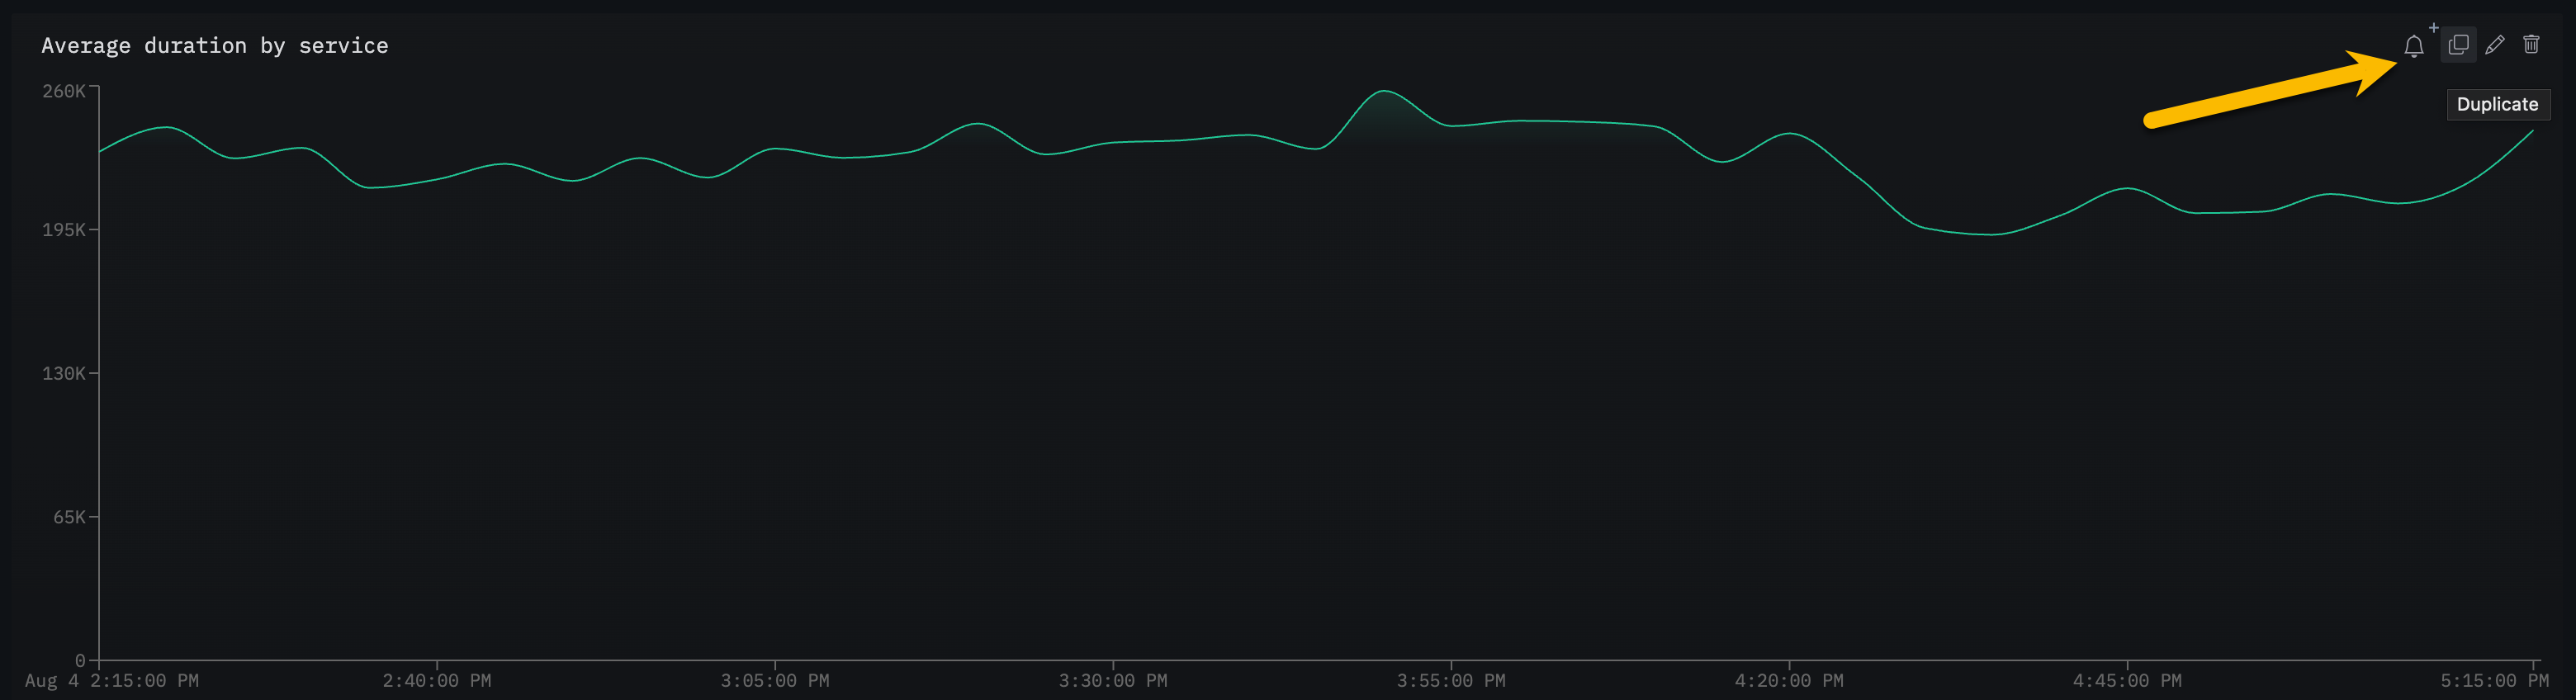 Average duration by service
Duplicate
260K
195K
130K
65K
0
Aug 4 2:15:00 PM 2:40:00 PM 3:05:00 PM 3:30:00 PM 3:55:00 PM 4:20:00 PM 4:45:00 PM 5:15:00 PM